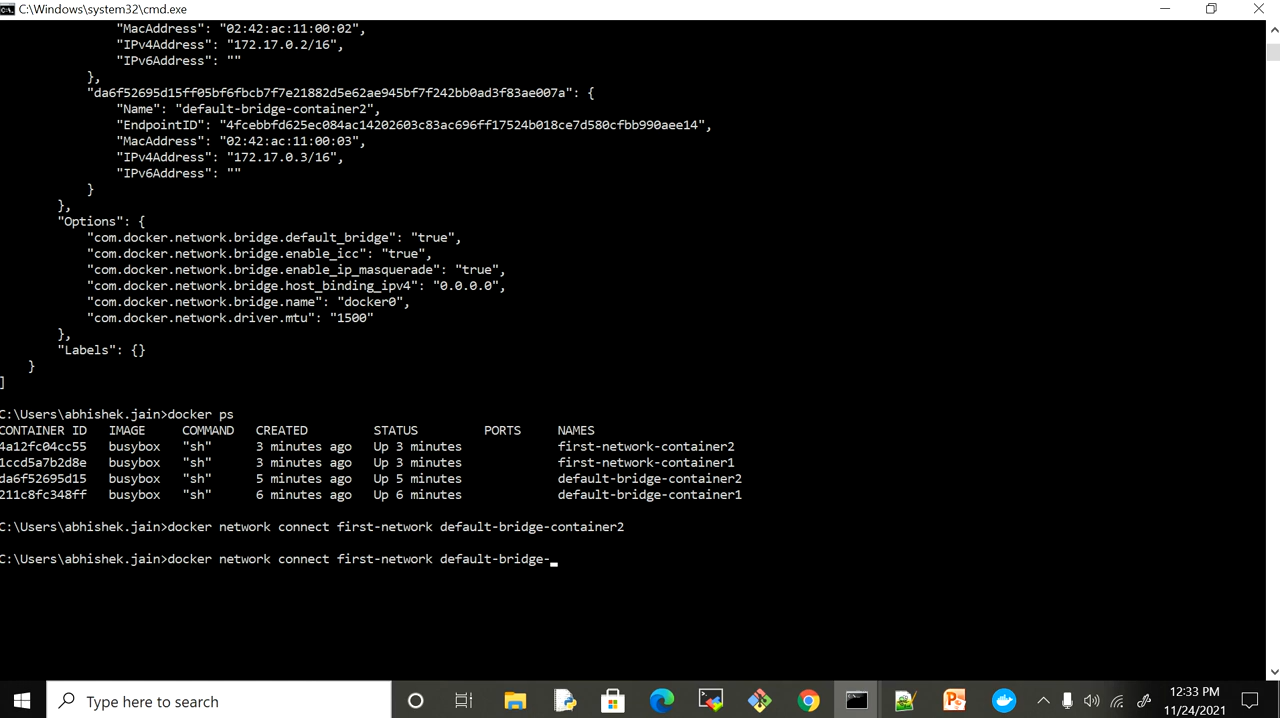 C:\Windows\system32\cmd.exe
"MacAddress": "02:42:ac:11:00:02",
"IPv4Address": "172.17.0.2/16",
"IPv6Address": ""
},
"da6f52695d15ff05bf6fbcb7f7e21882d5e62ae945bf7f242bb0ad3f83ae007a": {
"Name": "default-bridge-container2",
"EndpointID": "4fcebbfd625ec084ac14202603c83ac696ff17524b018ce7d580cfbb990aee14",
"MacAddress": "02:42:ac:11:00:03",
"IPv4Address": "172.17.0.3/16",
"IPv6Address": ""
}
},
"Options": {
"com.docker.network.bridge.default_bridge": "true",
"com.docker.network.bridge.enable_icc": "true",
"com.docker.network.bridge.enable_ip_masquerade": "true",
"com.docker.network.bridge.host_binding_ipv4": "0.0.0.0",
"com.docker.network.bridge.name": "docker0",
"com.docker.network.driver.mtu": "1500"
},
"Labels": {}
}
]
C:\Users\abhishek.jain>docker ps
CONTAINER ID IMAGE COMMAND CREATED STATUS PORTS NAMES
4a12fc04cc55 busybox "sh" 3 minutes ago Up 3 minutes first-network-container2
1ccd5a7b2d8e busybox "sh" 3 minutes ago Up 3 minutes first-network-container1
da6f52695d15 busybox "sh" 5 minutes ago Up 5 minutes default-bridge-container2
211c8fc348ff busybox "sh" 6 minutes ago Up 6 minutes default-bridge-container1
C:\Users\abhishek.jain>docker network connect first-network default-bridge-container2
C:\Users\abhishek.jain>docker network connect first-network default-bridge-_
Type here to search
12:33 PM
11/24/2021